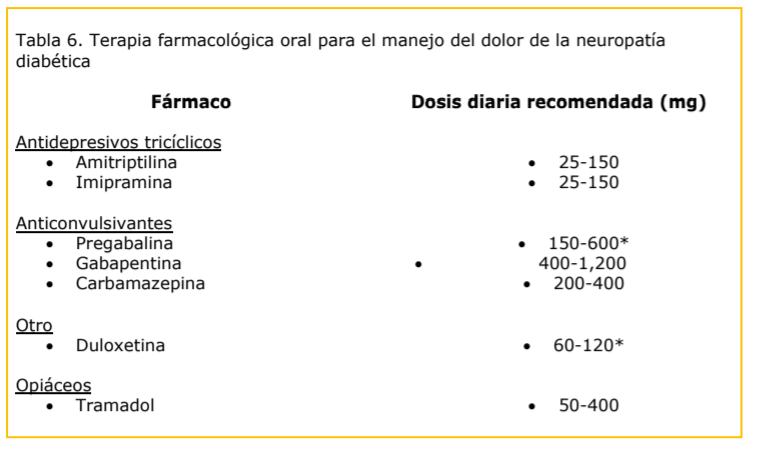 Tabla 6. Terapia farmacológica oral para el manejo del dolor de la neuropatía
diabética
Fármaco Dosis diaria recomendada (mg)
Antidepresivos tricíclicos
• Amitriptilina • 25-150
• Imipramina • 25-150
Anticonvulsivantes
• Pregabalina • 150-600*
• Gabapentina • 400-1,200
• Carbamazepina • 200-400
Otro
• Duloxetina • 60-120*
Opiáceos
• Tramadol • 50-400